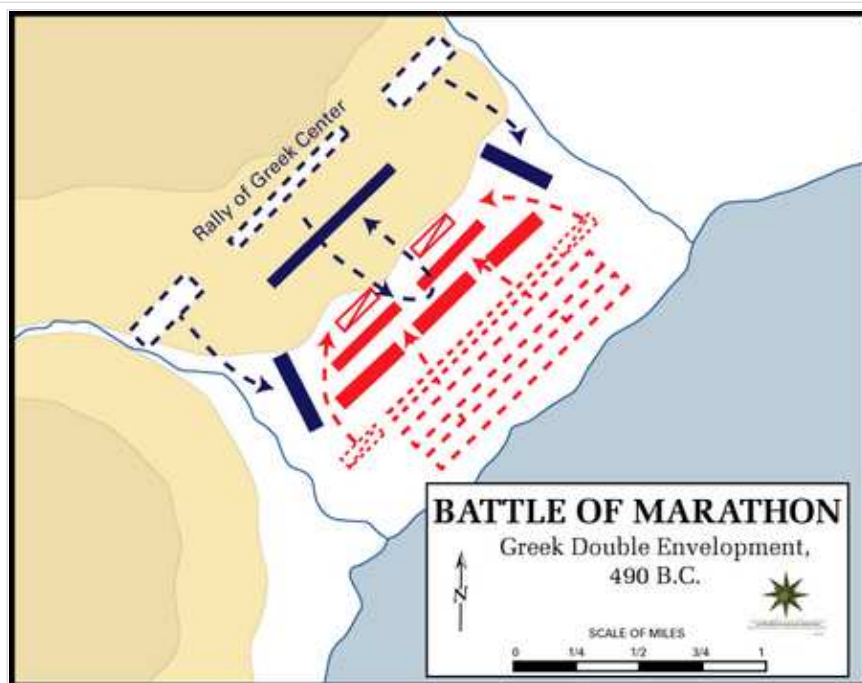 Rally of Greek Center
BATTLE OF MARATHON
Greek Double Envelopment,
490 B.C.
N
SCALE OF MILES
0 1/4 1/2 3/4 1